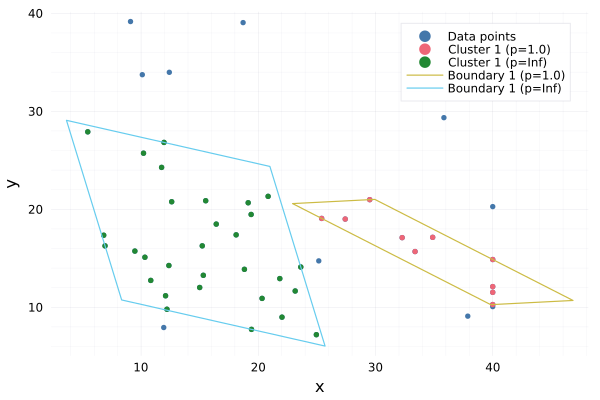 40
30
20
10
y
10
20
30
40
x
Data points
Cluster 1 (p=1.0)
Cluster 1 (p=Inf)
Boundary 1 (p=1.0)
Boundary 1 (p=Inf)